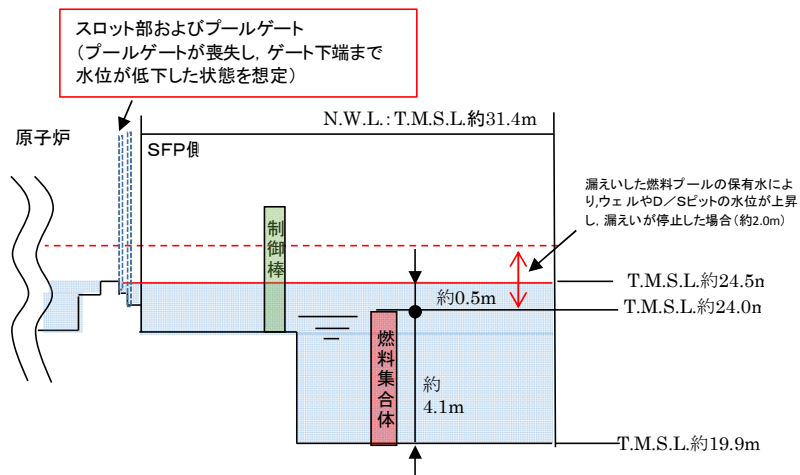 スロット部およびプールゲート
(プールゲートが喪失し,ゲート下端まで
水位が低下した状態を想定)
N.W.L.:T.M.S.L.約31.4m
原子炉
SFP側
漏えいした燃料プールの保有水によ
り,ウェルやD/Sピットの水位が上昇
し,漏えいが停止した場合(約2.0m)
制御棒
T.M.S.L.約24.5m
約0.5m
T.M.S.L.約24.0m
燃料集合体
約
4.1m
T.M.S.L.約19.9m